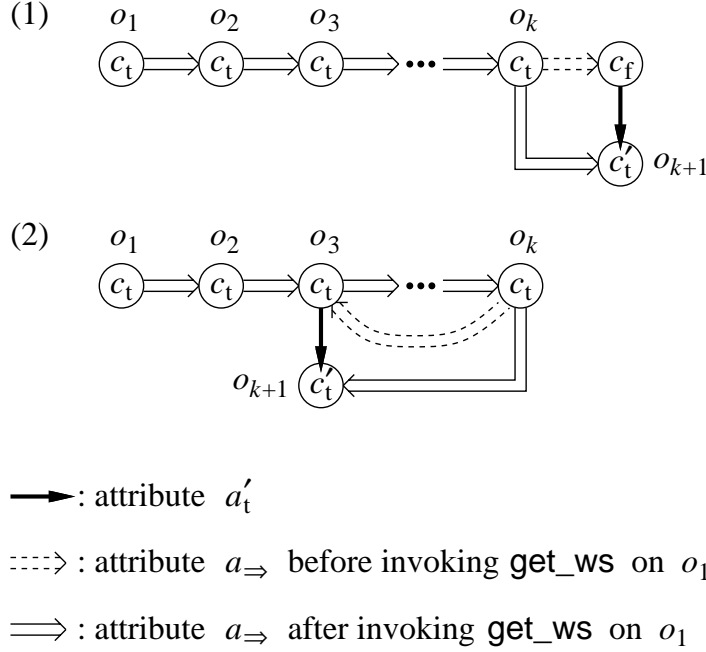 (1) o₁ o₂ o₃ oₖ
cₜ cₜ cₜ ••• cₜ c_f
c′ₜ oₖ₊₁
(2) o₁ o₂ o₃ oₖ
cₜ cₜ cₜ ••• cₜ
oₖ₊₁ c′ₜ
: attribute a′ₜ
: attribute a⇒ before invoking get_ws on o₁
: attribute a⇒ after invoking get_ws on o₁